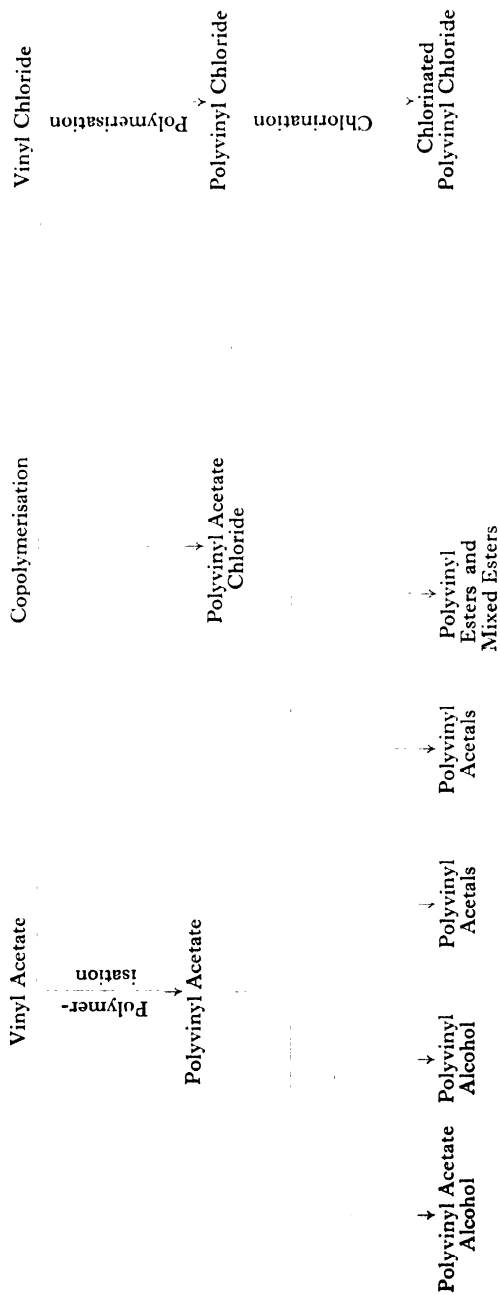 Vinyl Acetate
Copolymerisation
Vinyl Chloride
Polymer-
isation
Polymerisation
Polyvinyl Acetate
Polyvinyl Acetate
Chloride
Polyvinyl Chloride
Chlorination
Polyvinyl Acetate
Alcohol
Polyvinyl
Alcohol
Polyvinyl
Acetals
Polyvinyl
Acetals
Polyvinyl
Esters and
Mixed Esters
Chlorinated
Polyvinyl Chloride